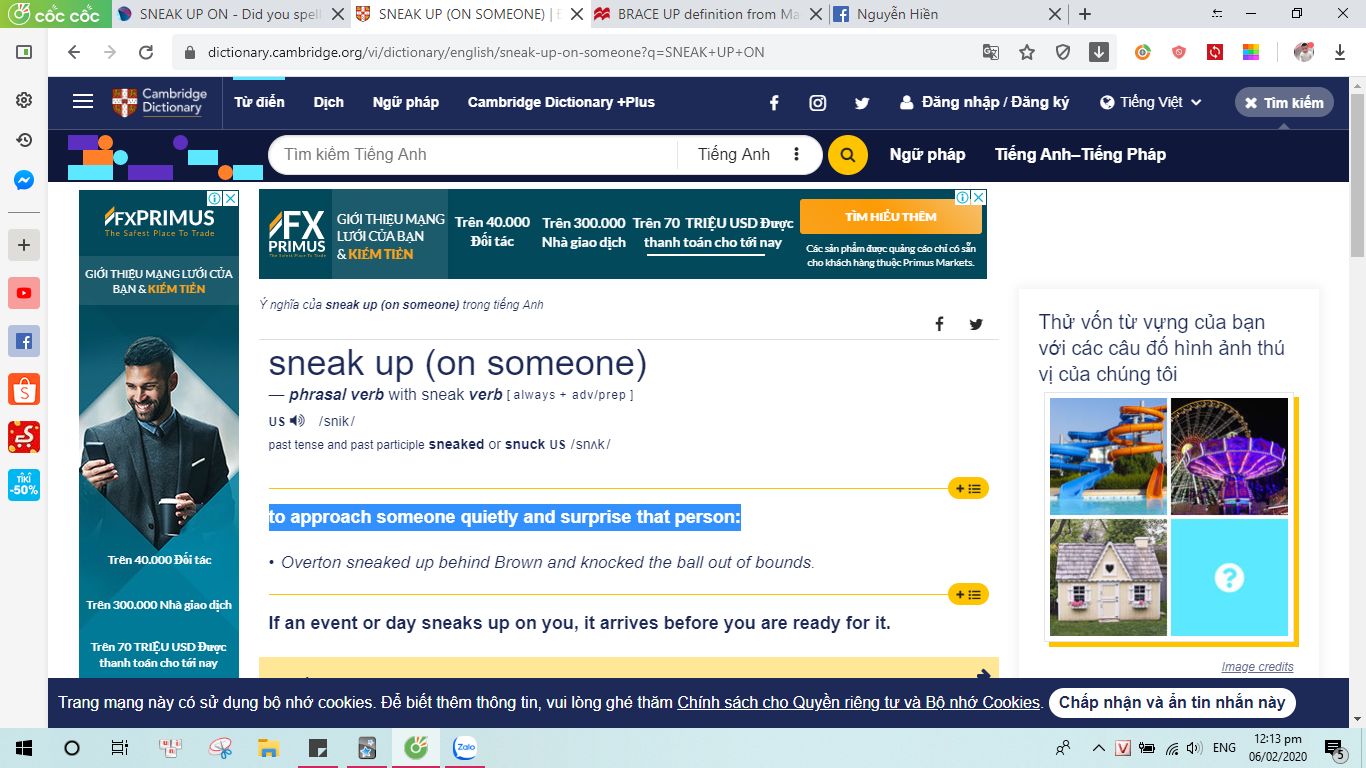 cốc cốc
SNEAK UP ON - Did you spell
SNEAK UP (ON SOMEONE) |
BRACE UP definition from Ma
Nguyễn Hiền
dictionary.cambridge.org/vi/dictionary/english/sneak-up-on-someone?q=SNEAK+UP+ON
Cambridge
Dictionary
Từ điển
Dịch
Ngữ pháp
Cambridge Dictionary +Plus
Đăng nhập / Đăng ký
Tiếng Việt
Tìm kiếm
Tìm kiếm Tiếng Anh
Tiếng Anh
Ngữ pháp
Tiếng Anh–Tiếng Pháp
FXPRIMUS
The Safest Place To Trade
GIỚI THIỆU MẠNG LƯỚI CỦA
BẠN & KIẾM TIỀN
Trên 40.000 Đối tác
Trên 300.000 Nhà giao dịch
Trên 70 TRIỆU USD Được
thanh toán cho tới nay
FX
PRIMUS
The Safest Place To Trade
GIỚI THIỆU MẠNG
LƯỚI CỦA BẠN
& KIẾM TIỀN
Trên 40.000
Đối tác
Trên 300.000
Nhà giao dịch
Trên 70 TRIỆU USD Được
thanh toán cho tới nay
TÌM HIỂU THÊM
Các sản phẩm được quảng cáo chỉ có sẵn
cho khách hàng thuộc Primus Markets.
Ý nghĩa của sneak up (on someone) trong tiếng Anh
sneak up (on someone)
— phrasal verb with sneak verb [ always + adv/prep ]
US /snik/
past tense and past participle sneaked or snuck US /snʌk/
to approach someone quietly and surprise that person:
• Overton sneaked up behind Brown and knocked the ball out of bounds.
If an event or day sneaks up on you, it arrives before you are ready for it.
Thử vốn từ vựng của bạn
với các câu đố hình ảnh thú
vị của chúng tôi
?
Image credits
TIKI
-50%
Trang mạng này có sử dụng bộ nhớ cookies. Để biết thêm thông tin, vui lòng ghé thăm Chính sách cho Quyền riêng tư và Bộ nhớ Cookies.
Chấp nhận và ẩn tin nhắn này
Zalo
V
ENG
12:13 pm
06/02/2020
5